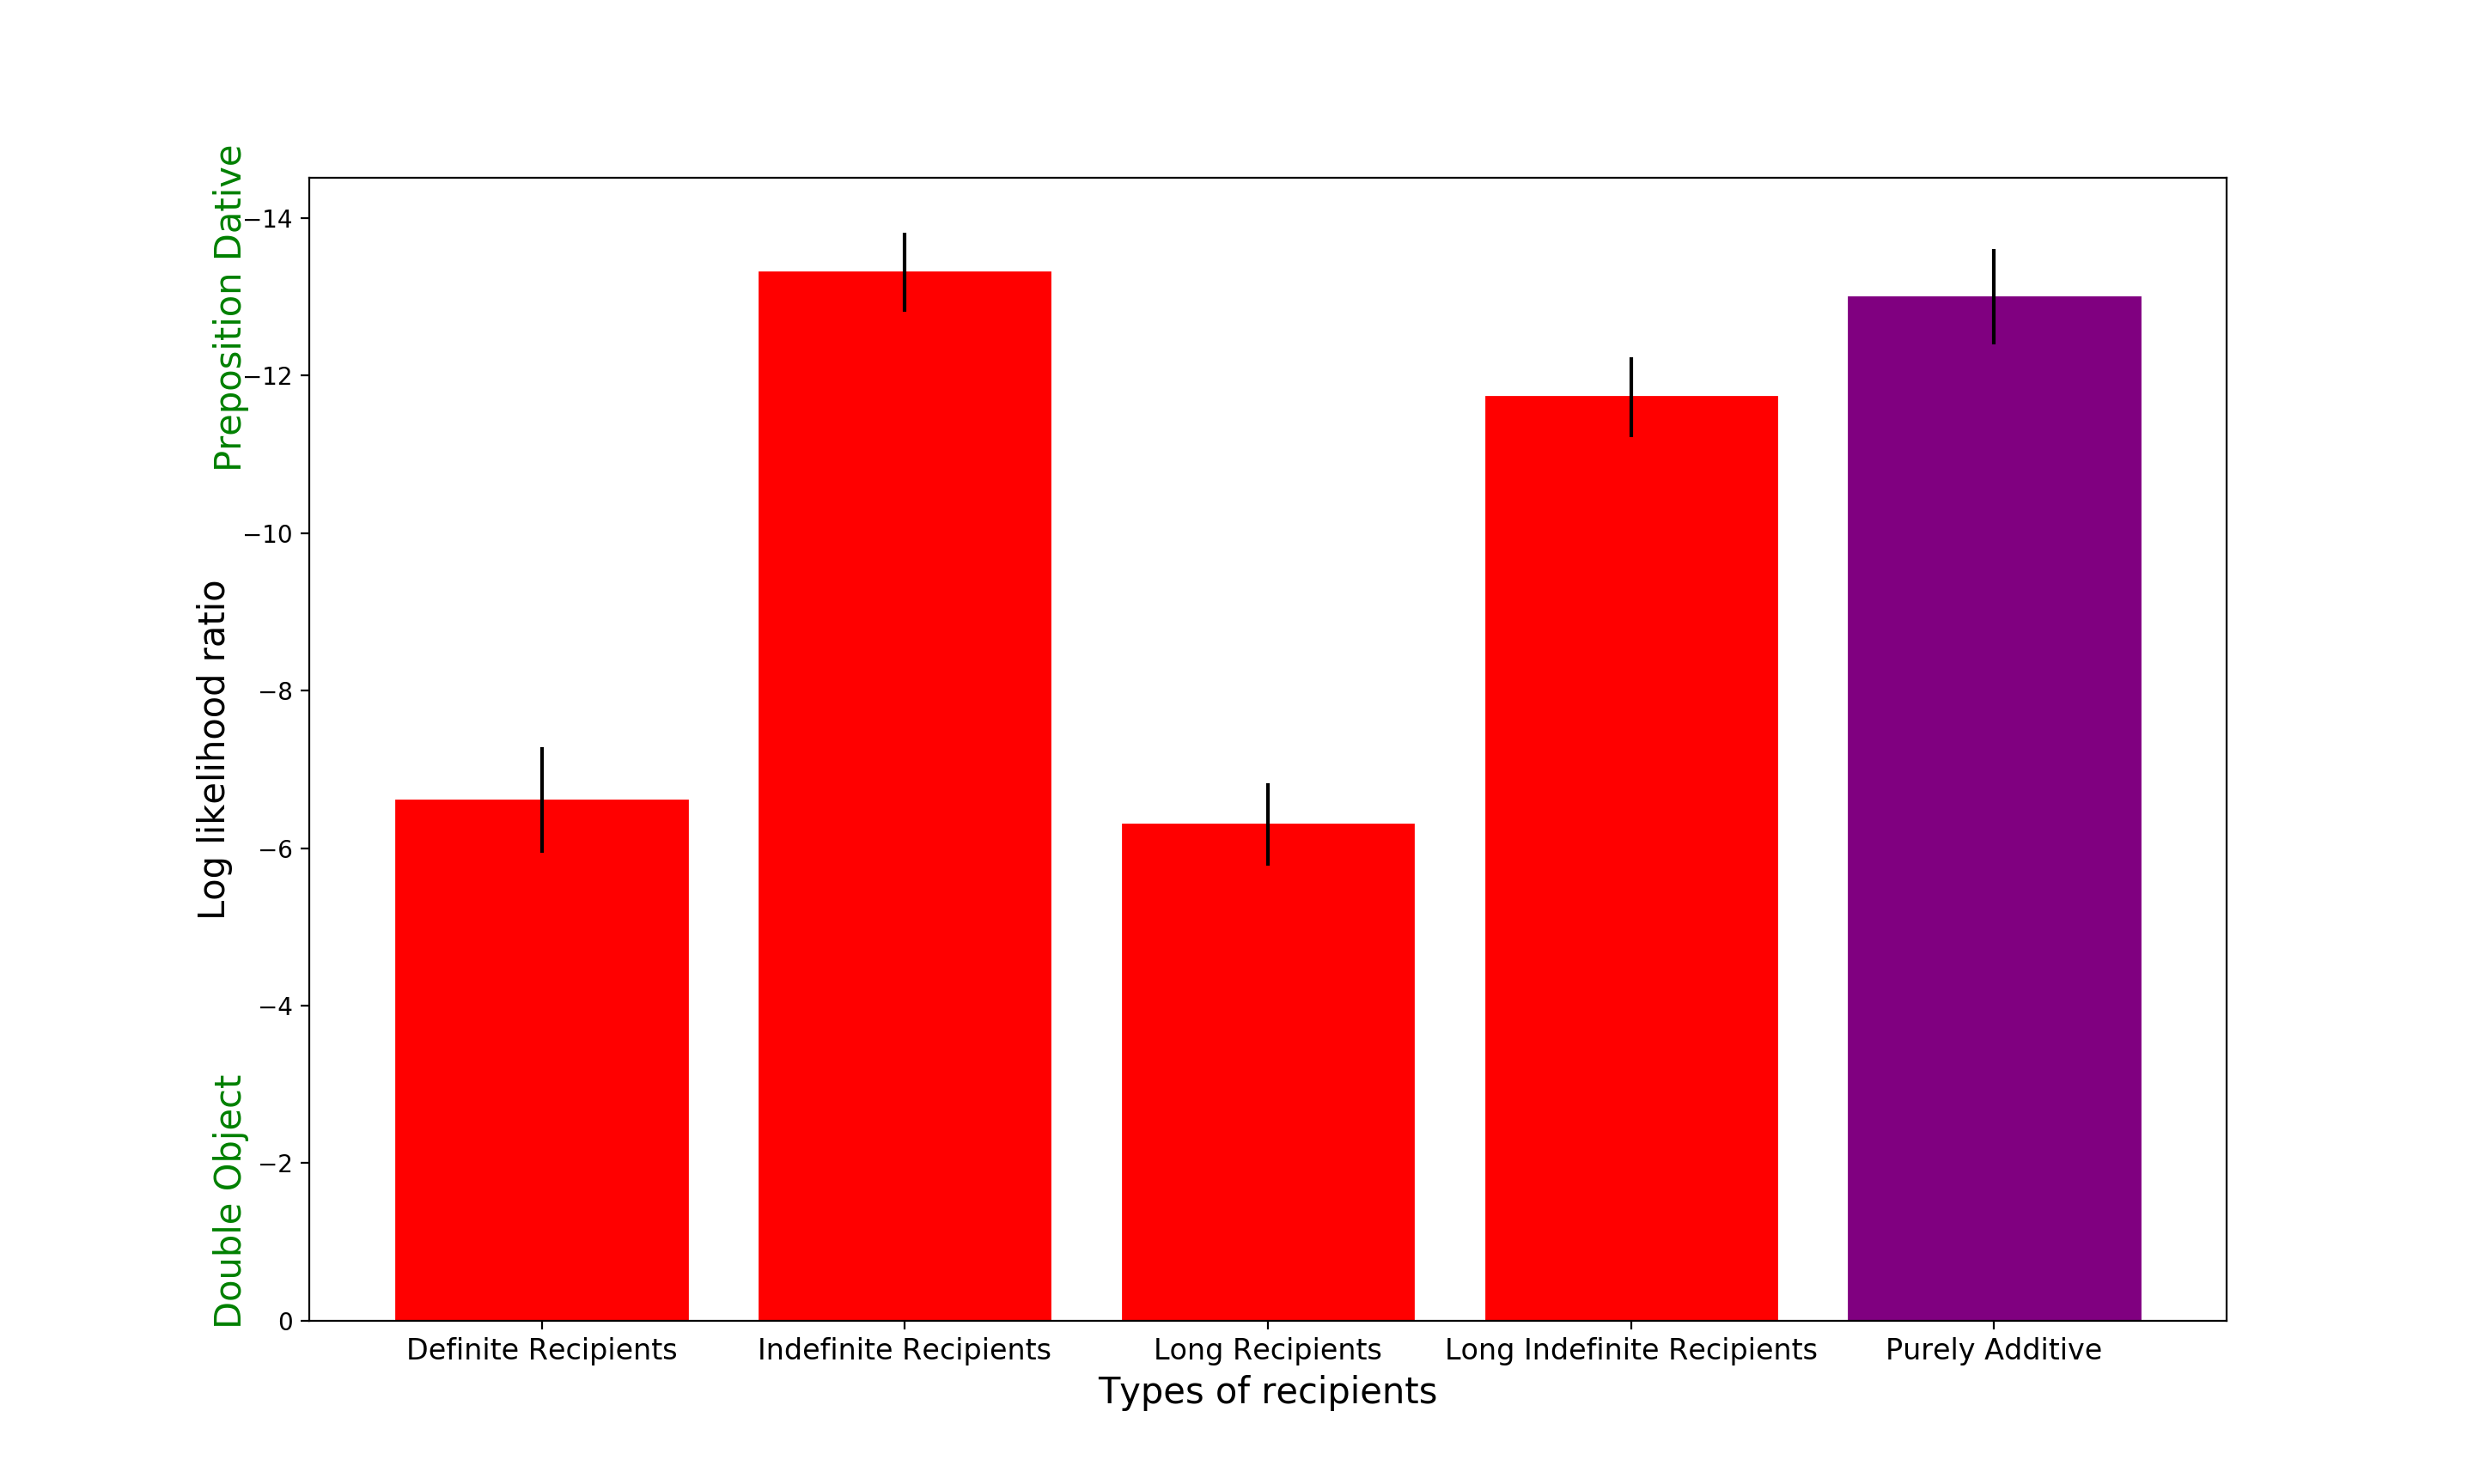 Preposition Dative
Log likelihood ratio
Double Object
−14
−12
−10
−8
−6
−4
−2
0
Definite Recipients
Indefinite Recipients
Long Recipients
Long Indefinite Recipients
Purely Additive
Types of recipients